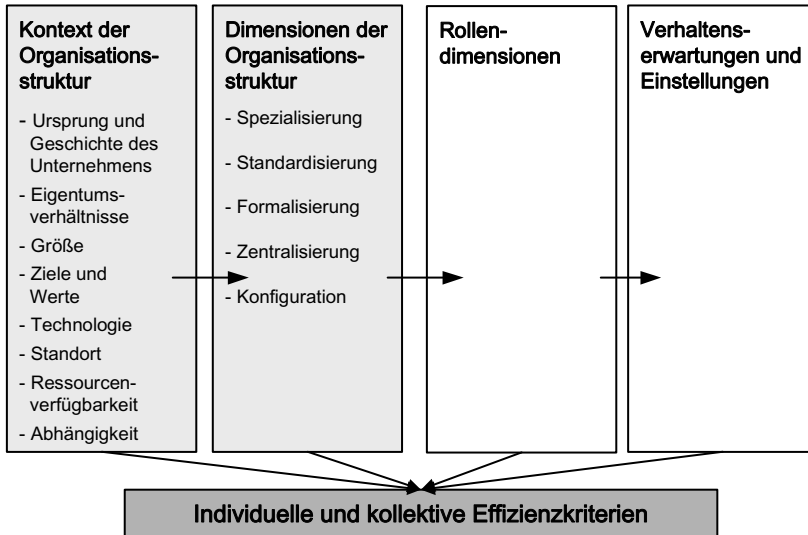 Kontext der
Organisations-
struktur
- Ursprung und
Geschichte des
Unternehmens
- Eigentums-
verhältnisse
- Größe
- Ziele und
Werte
- Technologie
- Standort
- Ressourcen-
verfügbarkeit
- Abhängigkeit
Dimensionen der
Organisations-
struktur
- Spezialisierung
- Standardisierung
- Formalisierung
- Zentralisierung
- Konfiguration
Rollen-
dimensionen
Verhaltens-
erwartungen und
Einstellungen
Individuelle und kollektive Effizienzkriterien